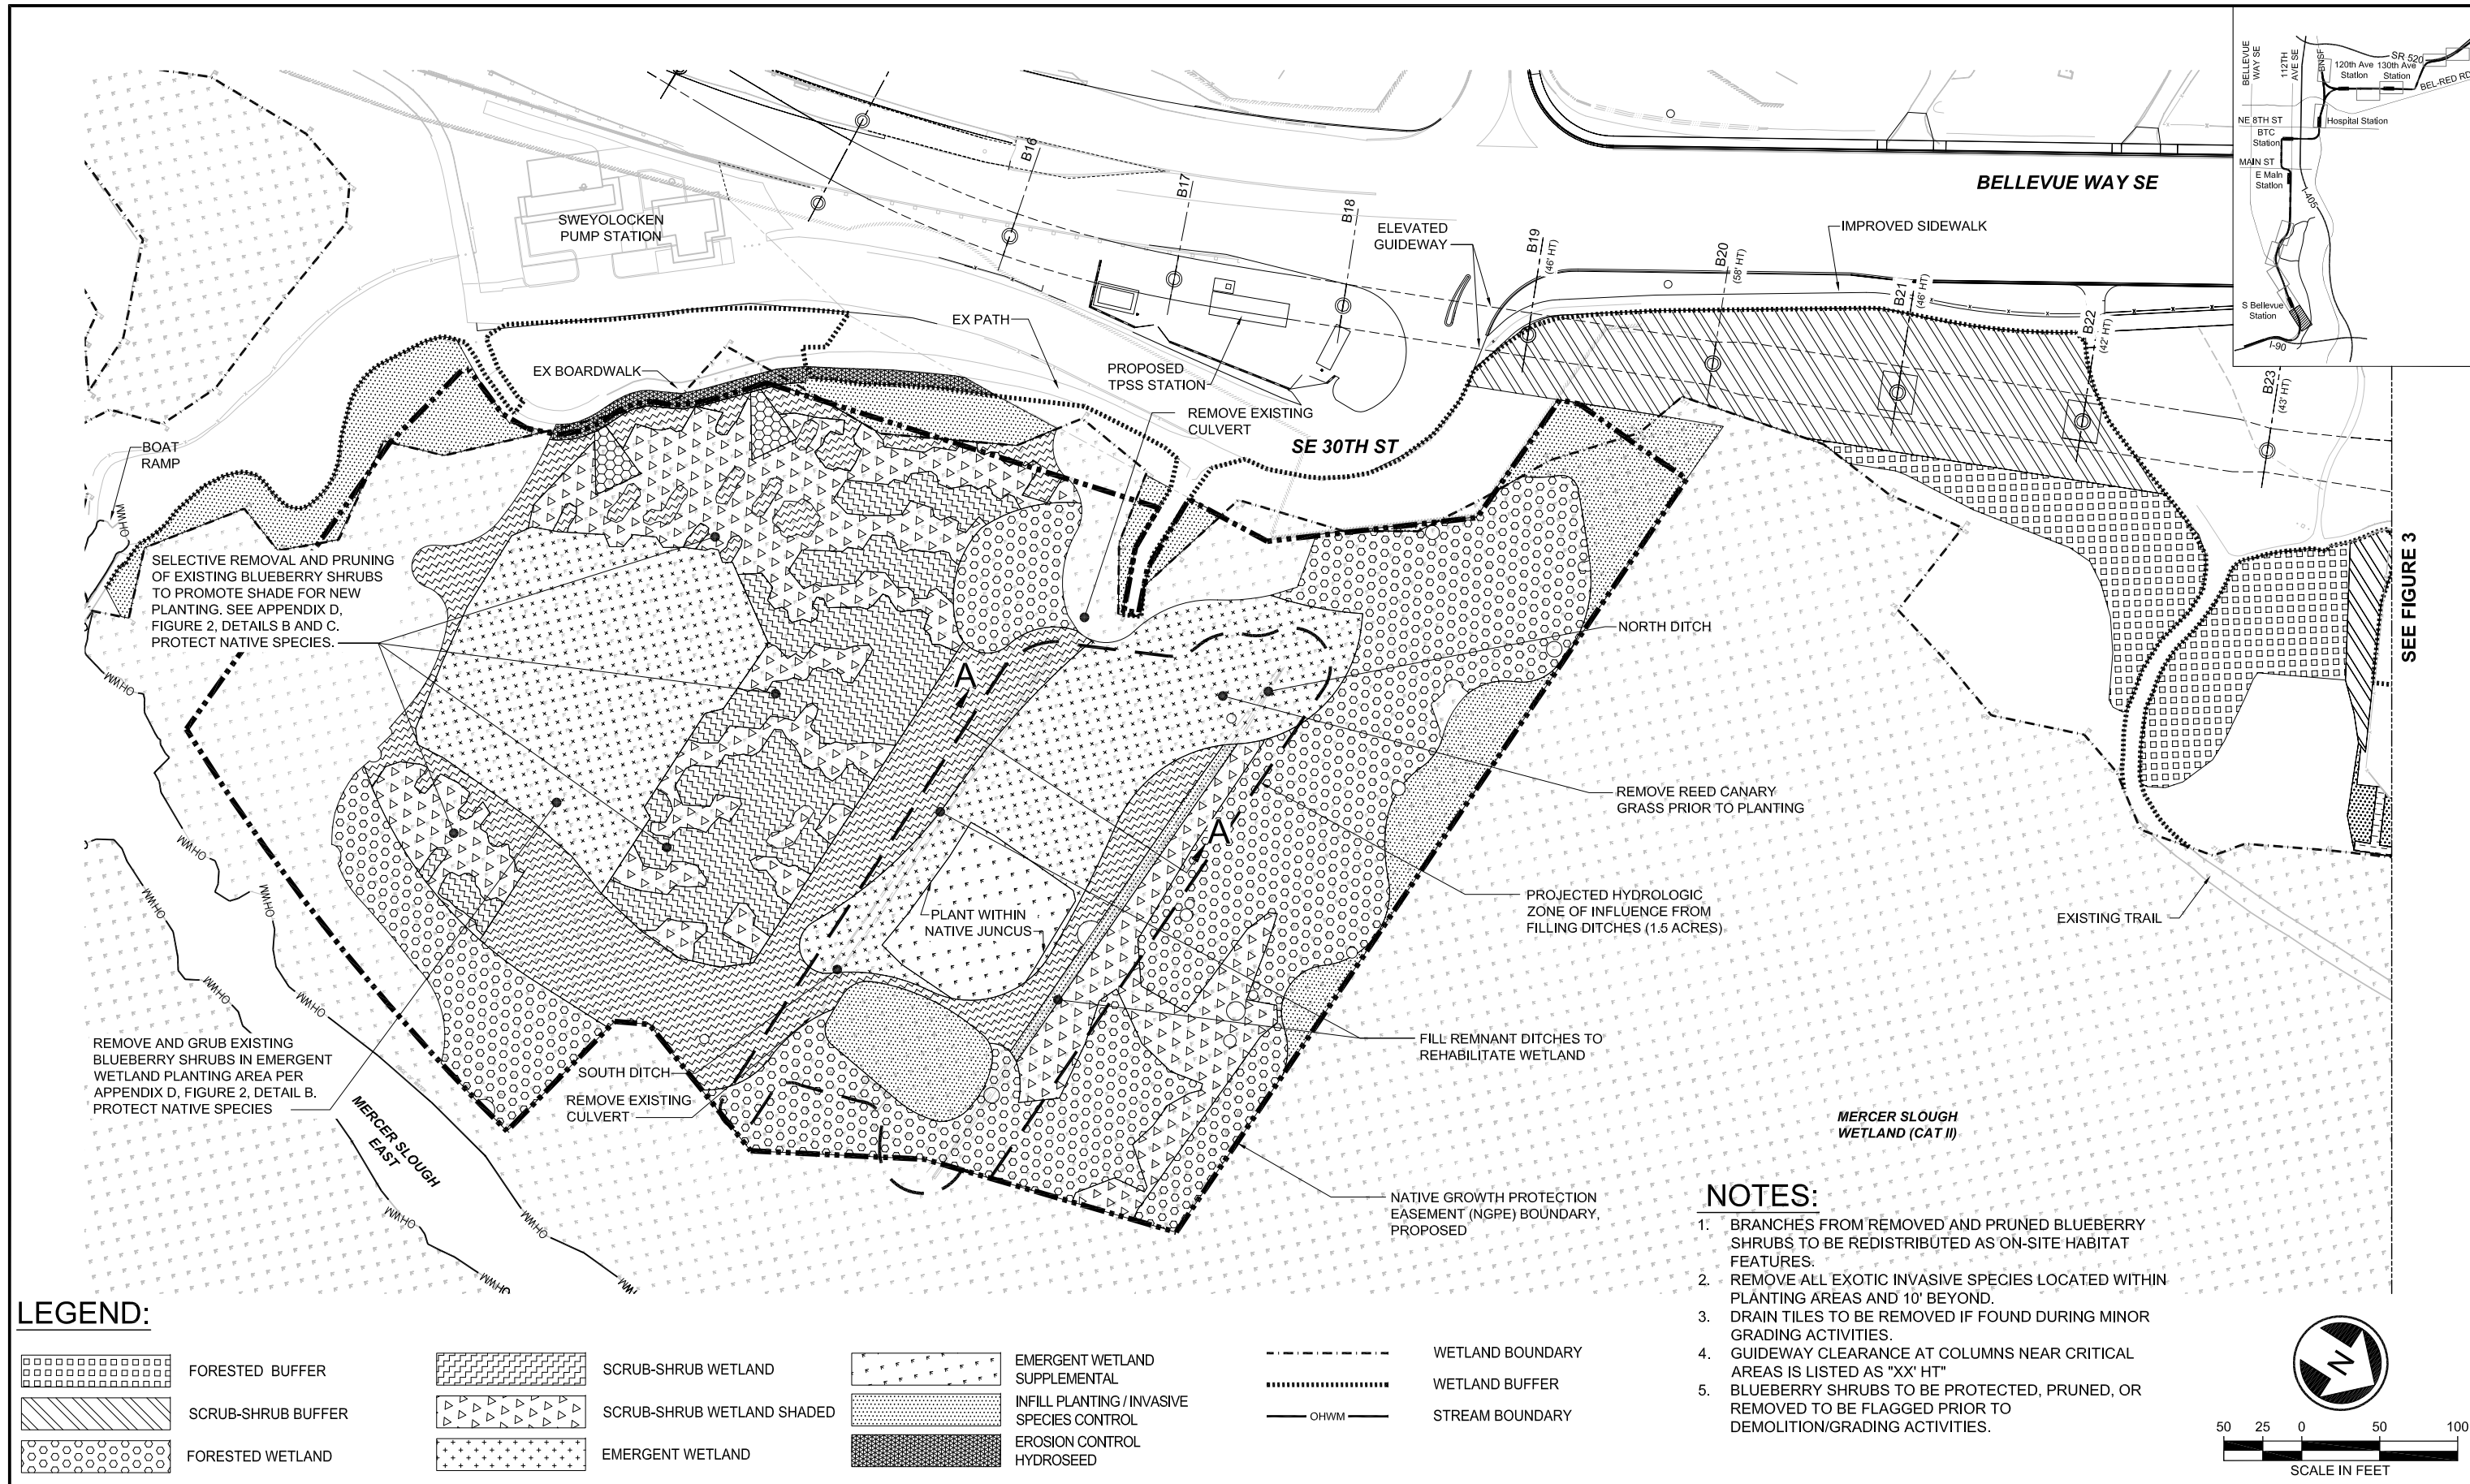 BELLEVUE WAY SE
112TH AVE SE
BNSF
SR 520
120th Ave Station
130th Ave Station
BEL-RED RD
NE 8TH ST
Hospital Station
BTC Station
MAIN ST
E Main Station
I-405
S Bellevue Station
I-90
B16
B17
B18
B19
(46' HT)
B20
(58' HT)
B21
(46' HT)
B22
(42' HT)
B23
(43' HT)
BELLEVUE WAY SE
SWEYOLOCKEN
PUMP STATION
ELEVATED
GUIDEWAY
IMPROVED SIDEWALK
EX PATH
EX BOARDWALK
PROPOSED
TPSS STATION
REMOVE EXISTING
CULVERT
SE 30TH ST
BOAT
RAMP
OHWM
SELECTIVE REMOVAL AND PRUNING
OF EXISTING BLUEBERRY SHRUBS
TO PROMOTE SHADE FOR NEW
PLANTING. SEE APPENDIX D,
FIGURE 2, DETAILS B AND C.
PROTECT NATIVE SPECIES.
SEE FIGURE 3
NORTH DITCH
A
OHWM
REMOVE REED CANARY
GRASS PRIOR TO PLANTING
A
OHWM
OHWM
OHWM
PLANT WITHIN
NATIVE JUNCUS
PROJECTED HYDROLOGIC
ZONE OF INFLUENCE FROM
FILLING DITCHES (1.5 ACRES)
EXISTING TRAIL
OHWM
OHWM
REMOVE AND GRUB EXISTING
BLUEBERRY SHRUBS IN EMERGENT
WETLAND PLANTING AREA PER
APPENDIX D, FIGURE 2, DETAIL B.
PROTECT NATIVE SPECIES
FILL REMNANT DITCHES TO
REHABILITATE WETLAND
SOUTH DITCH
REMOVE EXISTING
CULVERT
MERCER SLOUGH
EAST
MERCER SLOUGH
WETLAND (CAT II)
OHWM
OHWM
OHWM
NATIVE GROWTH PROTECTION
EASEMENT (NGPE) BOUNDARY,
PROPOSED
NOTES:
1. BRANCHES FROM REMOVED AND PRUNED BLUEBERRY
SHRUBS TO BE REDISTRIBUTED AS ON-SITE HABITAT
FEATURES.
2. REMOVE ALL EXOTIC INVASIVE SPECIES LOCATED WITHIN
PLANTING AREAS AND 10' BEYOND.
3. DRAIN TILES TO BE REMOVED IF FOUND DURING MINOR
GRADING ACTIVITIES.
4. GUIDEWAY CLEARANCE AT COLUMNS NEAR CRITICAL
AREAS IS LISTED AS "XX' HT"
5. BLUEBERRY SHRUBS TO BE PROTECTED, PRUNED, OR
REMOVED TO BE FLAGGED PRIOR TO
DEMOLITION/GRADING ACTIVITIES.
LEGEND:
FORESTED BUFFER
SCRUB-SHRUB BUFFER
FORESTED WETLAND
SCRUB-SHRUB WETLAND
SCRUB-SHRUB WETLAND SHADED
EMERGENT WETLAND
EMERGENT WETLAND
SUPPLEMENTAL
INFILL PLANTING / INVASIVE
SPECIES CONTROL
EROSION CONTROL
HYDROSEED
WETLAND BOUNDARY
WETLAND BUFFER
OHWM
STREAM BOUNDARY
N
50 25 0 50 100
SCALE IN FEET